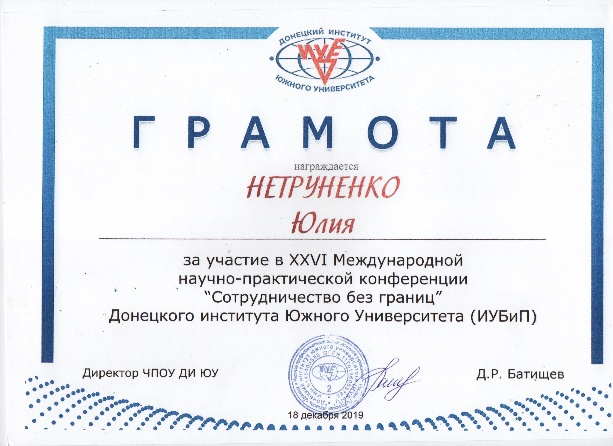 ДОНЕЦКИЙ ИНСТИТУТ
ЮЖНОГО УНИВЕРСИТЕТА
ГРАМОТА
награждается
НЕТРУНЕНКО
Юлия
за участие в XXVI Международной
научно-практической конференции
“Сотрудничество без границ”
Донецкого института Южного Университета (ИУБиП)
Директор ЧПОУ ДИ ЮУ
Д.Р. Батищев
18 декабря 2019